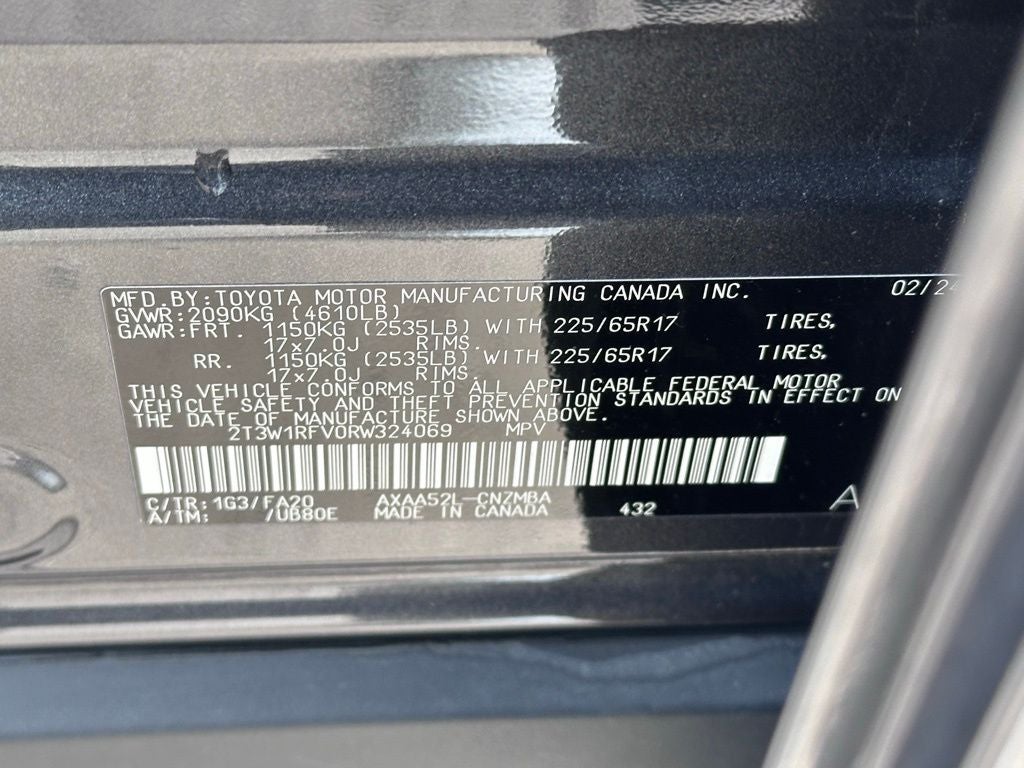 MFD. BY: TOYOTA MOTOR MANUFACTURING CANADA INC. 02/24
GVWR: 2090KG (4610LB)
GAWR: FRT. 1150KG (2535LB) WITH 225/65R17 TIRES,
17x7.0J RIMS.
RR. 1150KG (2535LB) WITH 225/65R17 TIRES,
17x7.0J RIMS.
THIS VEHICLE CONFORMS TO ALL APPLICABLE FEDERAL MOTOR
VEHICLE SAFETY AND THEFT PREVENTION STANDARDS IN EFFECT ON
THE DATE OF MANUFACTURE SHOWN ABOVE.
2T3W1RFV0RW324069 MPV
C/TR: 1G3/FA20 AXAA52L-CNZMBA
A/TM: /UB80E MADE IN CANADA 432 A